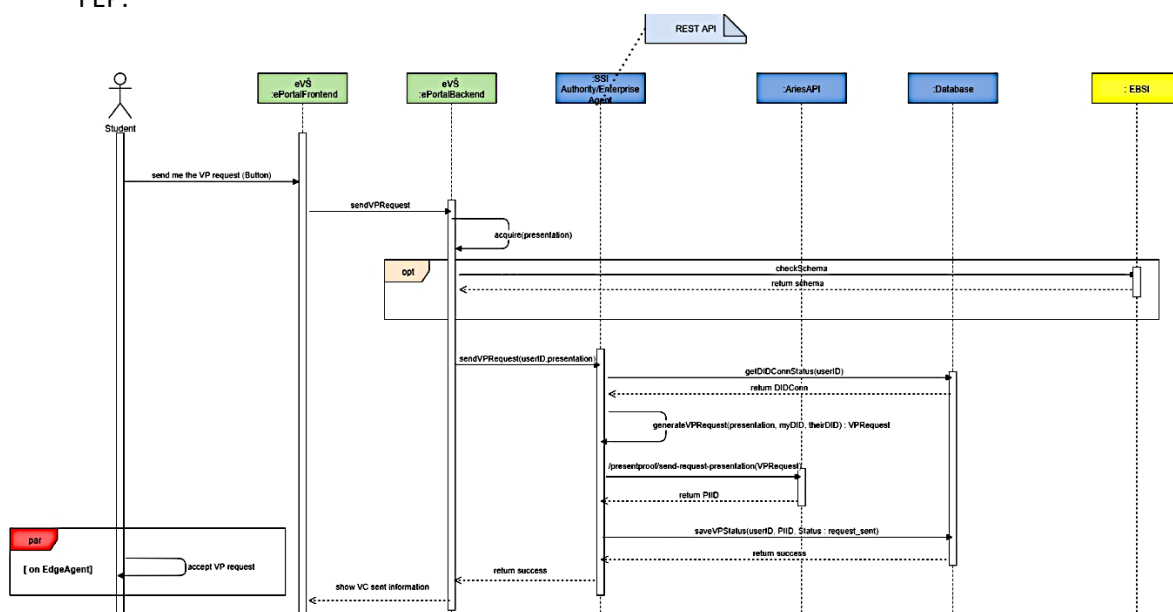 REST API
eVŠ
:ePortalFrontend
eVŠ
:ePortalBackend
:SSI
Authority/Enterprise
Agent
:AriesAPI
:Database
: EBSI
Student
send me the VP request (Button)
sendVPRequest
acquire(presentation)
opt
checkSchema
return schema
sendVPRequest(userID,presentation)
getDIDConnStatus(userID)
return DIDConn
generateVPRequest(presentation, myDID, theirDID) : VPRequest
/presentproof/send-request-presentation(VPRequest)
return PIID
saveVPStatus(userID, PIID, Status : request_sent)
return success
par
[ on EdgeAgent]
accept VP request
return success
show VC sent information